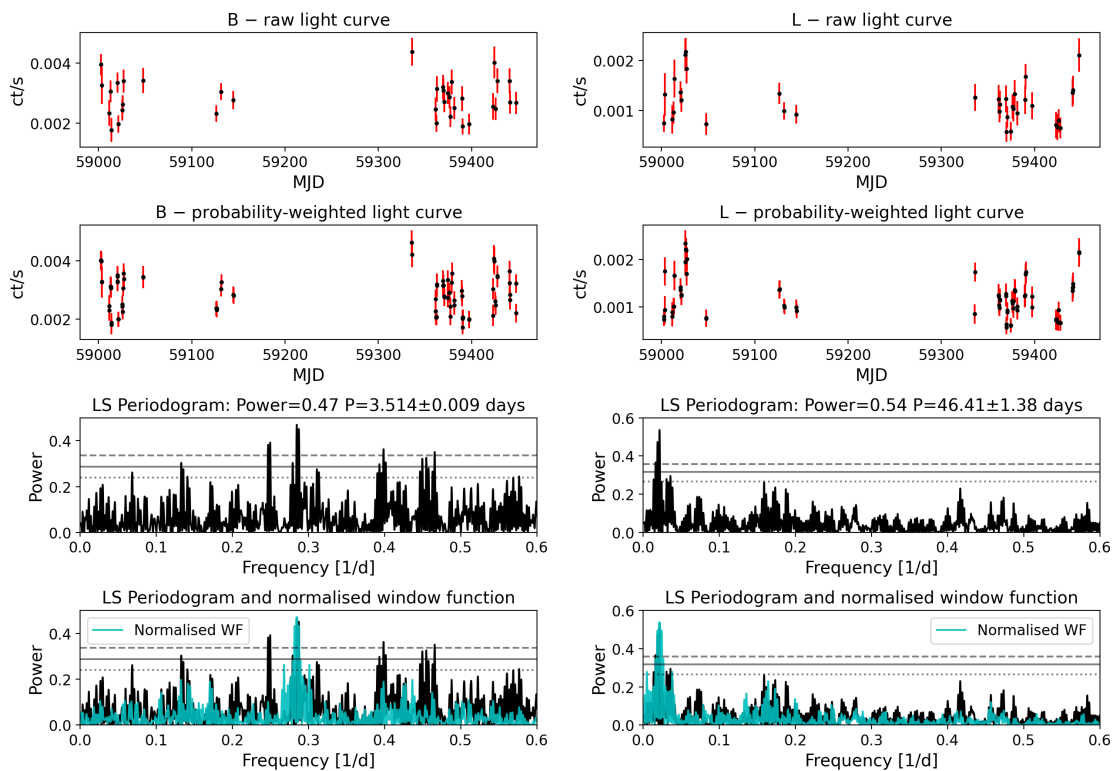 B − raw light curve
ct/s
0.004
0.002
59000 59100 59200 59300 59400
MJD
L − raw light curve
ct/s
0.002
0.001
59000 59100 59200 59300 59400
MJD
B − probability-weighted light curve
ct/s
0.004
0.002
59000 59100 59200 59300 59400
MJD
L − probability-weighted light curve
ct/s
0.002
0.001
59000 59100 59200 59300 59400
MJD
LS Periodogram: Power=0.47 P=3.514±0.009 days
Power
0.4
0.2
0.0
0.0 0.1 0.2 0.3 0.4 0.5 0.6
Frequency [1/d]
LS Periodogram: Power=0.54 P=46.41±1.38 days
Power
0.6
0.4
0.2
0.0
0.0 0.1 0.2 0.3 0.4 0.5 0.6
Frequency [1/d]
LS Periodogram and normalised window function
Normalised WF
Power
0.4
0.2
0.0
0.0 0.1 0.2 0.3 0.4 0.5 0.6
Frequency [1/d]
LS Periodogram and normalised window function
Normalised WF
Power
0.6
0.4
0.2
0.0
0.0 0.1 0.2 0.3 0.4 0.5 0.6
Frequency [1/d]